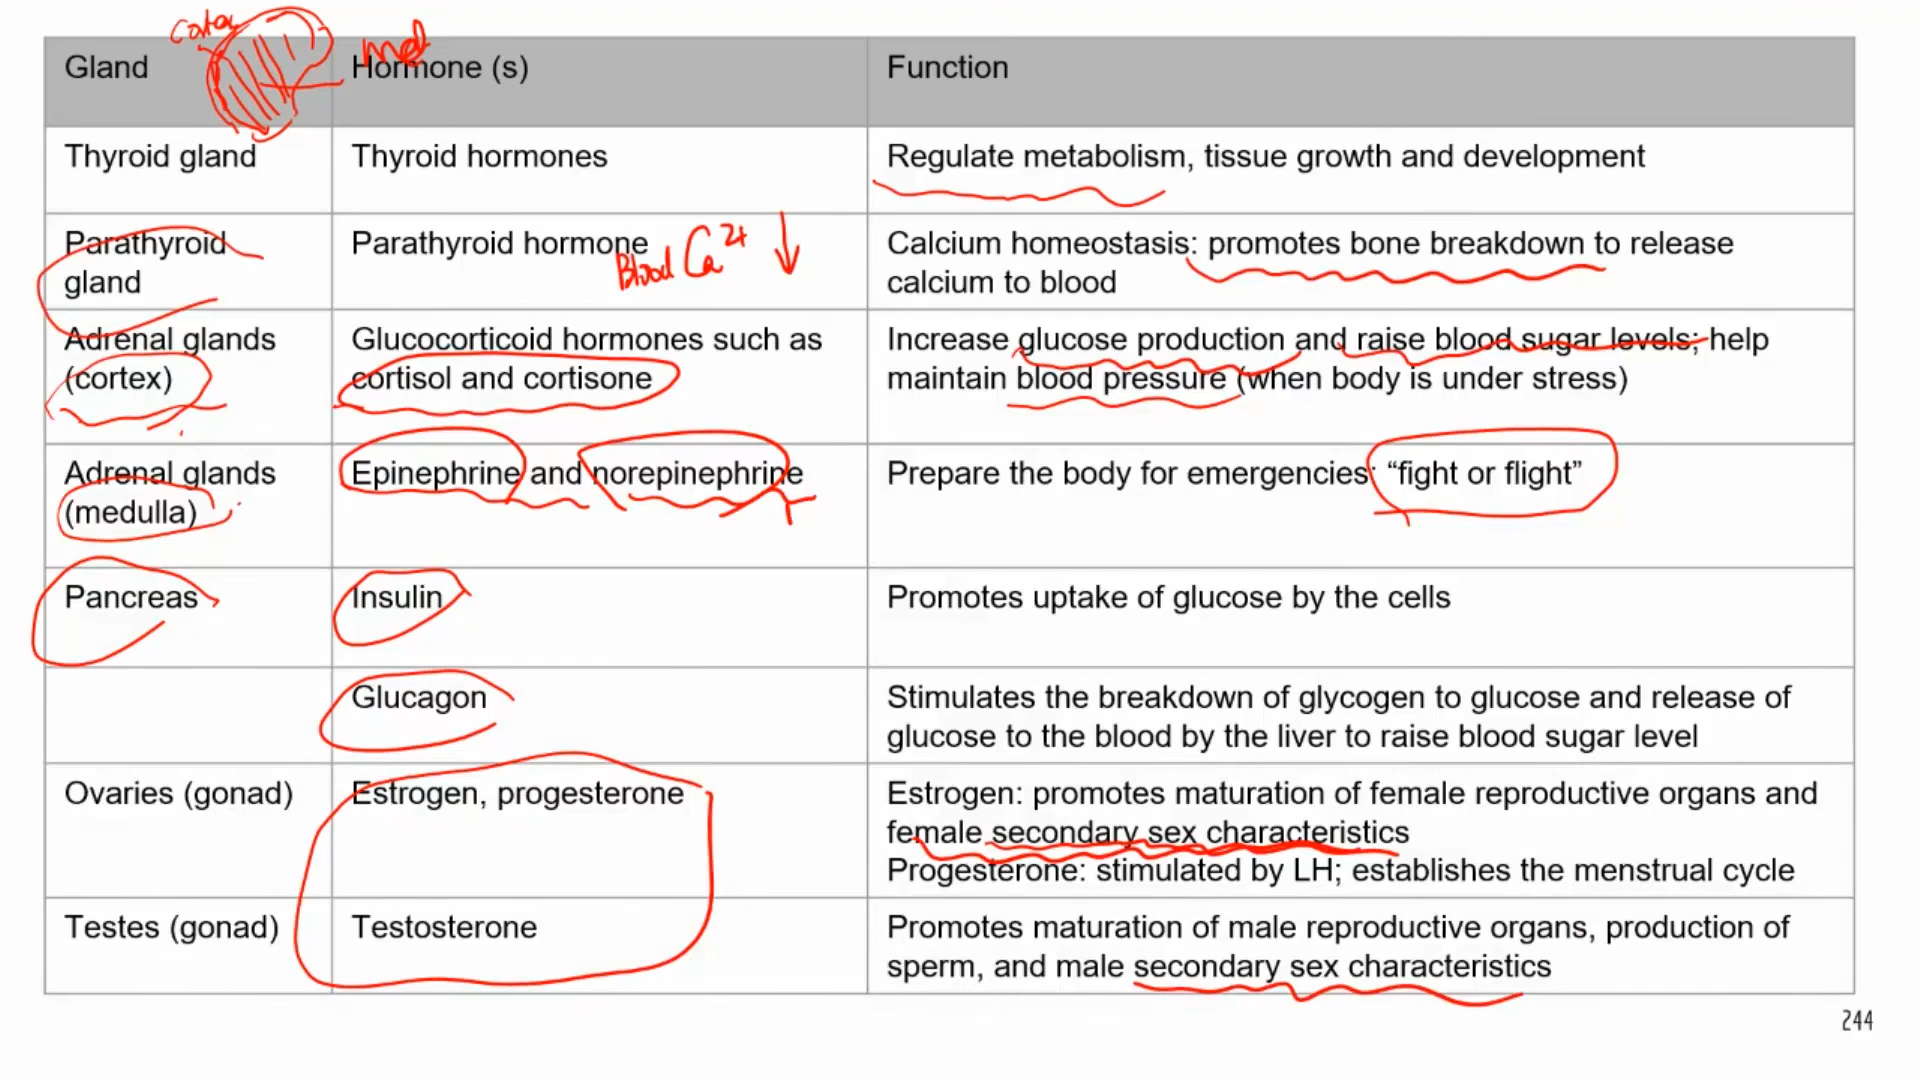 Cortex
Med
Gland Hormone (s) Function
Thyroid gland Thyroid hormones Regulate metabolism, tissue growth and development
Parathyroid gland
Parathyroid hormone
Blood Ca2+ ↓
Calcium homeostasis: promotes bone breakdown to release
calcium to blood
Adrenal glands
(cortex)
Glucocorticoid hormones such as
cortisol and cortisone
Increase glucose production and raise blood sugar levels; help
maintain blood pressure (when body is under stress)
Adrenal glands
(medulla)
Epinephrine and norepinephrine
Prepare the body for emergencies: “fight or flight”
Pancreas Insulin Promotes uptake of glucose by the cells
Glucagon
Stimulates the breakdown of glycogen to glucose and release of
glucose to the blood by the liver to raise blood sugar level
Ovaries (gonad) Estrogen, progesterone
Estrogen: promotes maturation of female reproductive organs and
female secondary sex characteristics
Progesterone: stimulated by LH; establishes the menstrual cycle
Testes (gonad) Testosterone
Promotes maturation of male reproductive organs, production of
sperm, and male secondary sex characteristics
244